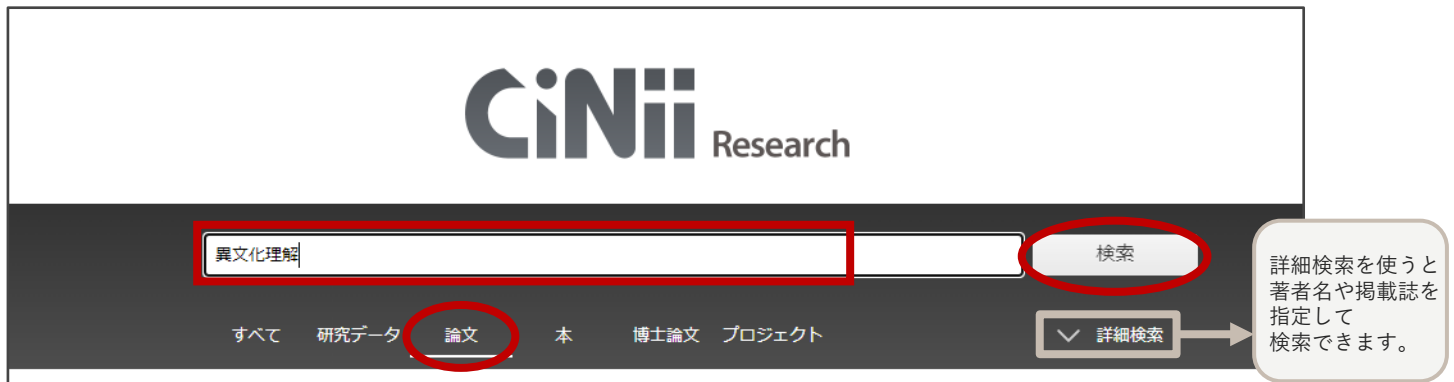 CiNii Research
異文化理解
検索
すべて 研究データ 論文 本 博士論文 プロジェクト
詳細検索
詳細検索を使うと
著者名や掲載誌を
指定して
検索できます。